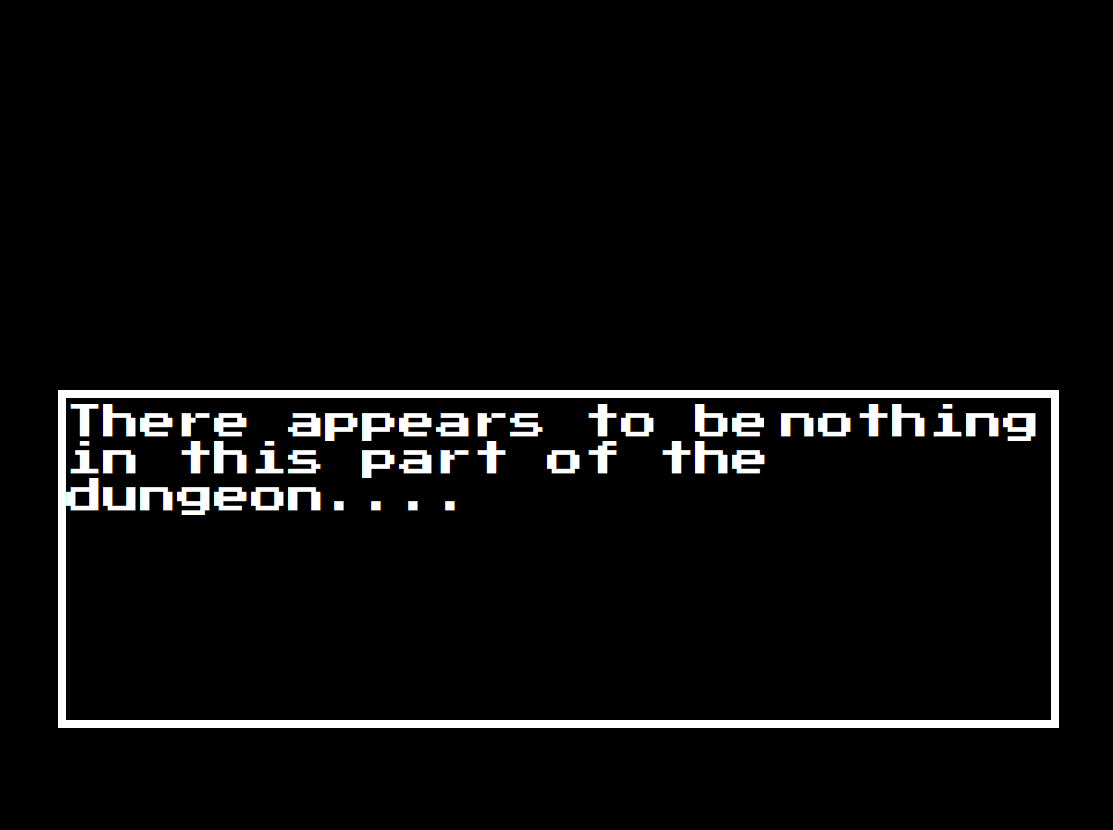 There appears to be nothing
in this part of the
dungeon....